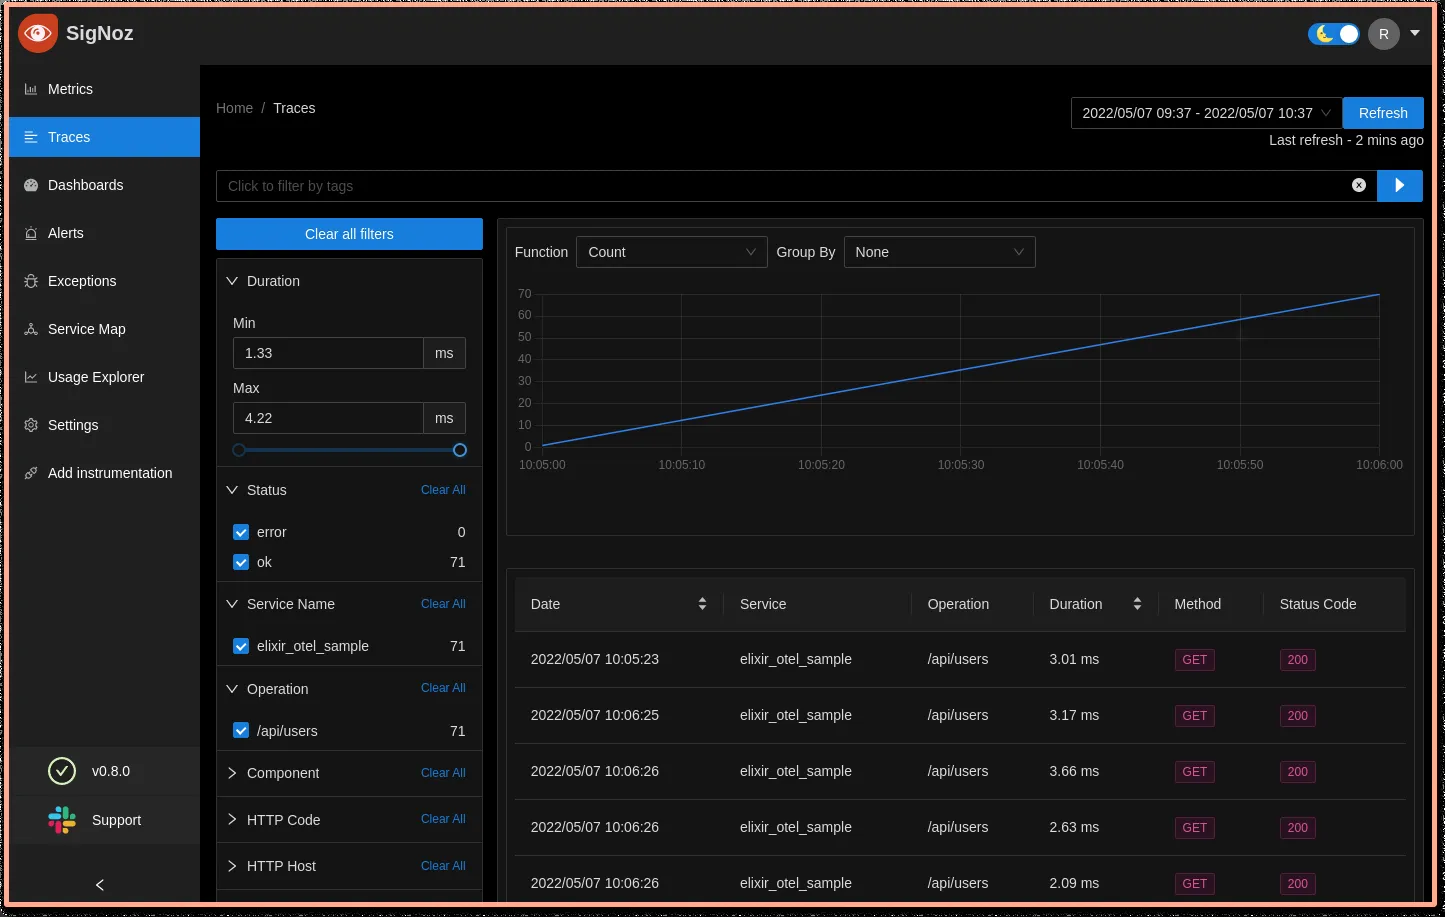 SigNoz
R
Metrics
Traces
Dashboards
Alerts
Exceptions
Service Map
Usage Explorer
Settings
Add instrumentation
v0.8.0
Support
Home / Traces
2022/05/07 09:37 - 2022/05/07 10:37 Refresh
Last refresh - 2 mins ago
Click to filter by tags
Clear all filters
Duration
Min
1.33 ms
Max
4.22 ms
Status Clear All
error 0
ok 71
Service Name Clear All
elixir_otel_sample 71
Operation Clear All
/api/users 71
Component Clear All
HTTP Code Clear All
HTTP Host Clear All
Function Count Group By None
70
60
50
40
30
20
10
0
10:05:00 10:05:10 10:05:20 10:05:30 10:05:40 10:05:50 10:06:00
Date Service Operation Duration Method Status Code
2022/05/07 10:05:23 elixir_otel_sample /api/users 3.01 ms GET 200
2022/05/07 10:06:25 elixir_otel_sample /api/users 3.17 ms GET 200
2022/05/07 10:06:26 elixir_otel_sample /api/users 3.66 ms GET 200
2022/05/07 10:06:26 elixir_otel_sample /api/users 2.63 ms GET 200
2022/05/07 10:06:26 elixir_otel_sample /api/users 2.09 ms GET 200